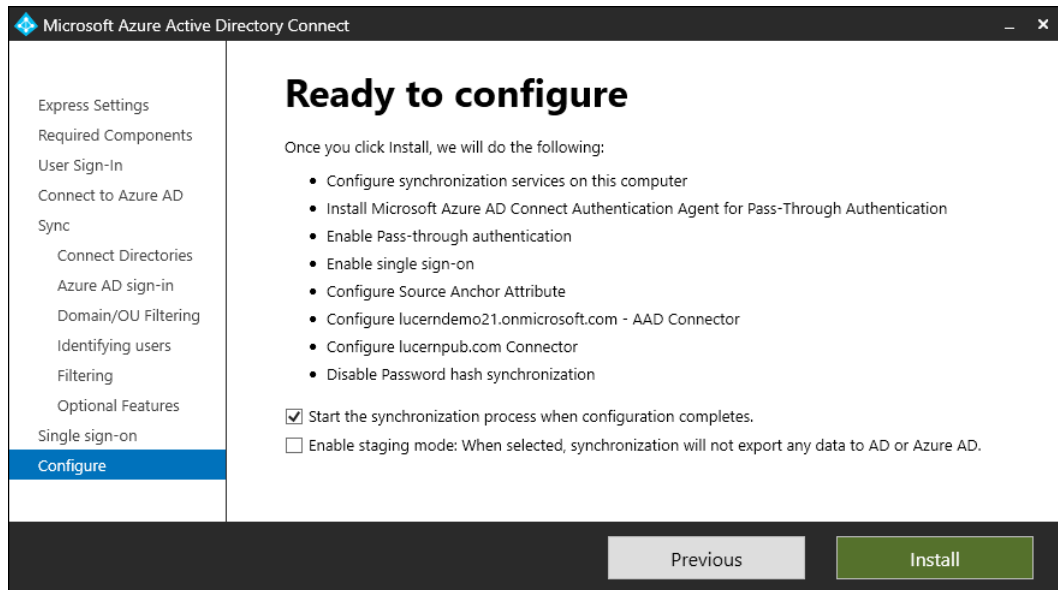 Microsoft Azure Active Directory Connect
Express Settings
Required Components
User Sign-In
Connect to Azure AD
Sync
Connect Directories
Azure AD sign-in
Domain/OU Filtering
Identifying users
Filtering
Optional Features
Single sign-on
Configure
Ready to configure
Once you click Install, we will do the following:
• Configure synchronization services on this computer
• Install Microsoft Azure AD Connect Authentication Agent for Pass-Through Authentication
• Enable Pass-through authentication
• Enable single sign-on
• Configure Source Anchor Attribute
• Configure lucerndemo21.onmicrosoft.com - AAD Connector
• Configure lucernpub.com Connector
• Disable Password hash synchronization
Start the synchronization process when configuration completes.
Enable staging mode: When selected, synchronization will not export any data to AD or Azure AD.
Previous
Install